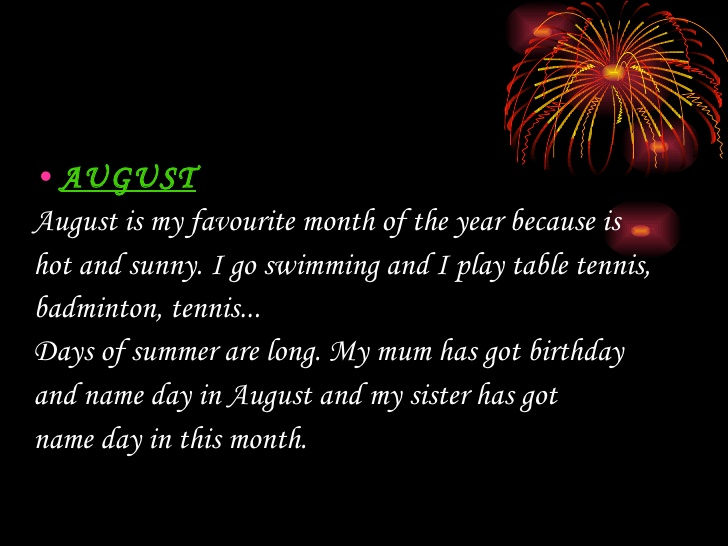 • AUGUST
August is my favourite month of the year because is
hot and sunny. I go swimming and I play table tennis,
badminton, tennis...
Days of summer are long. My mum has got birthday
and name day in August and my sister has got
name day in this month.